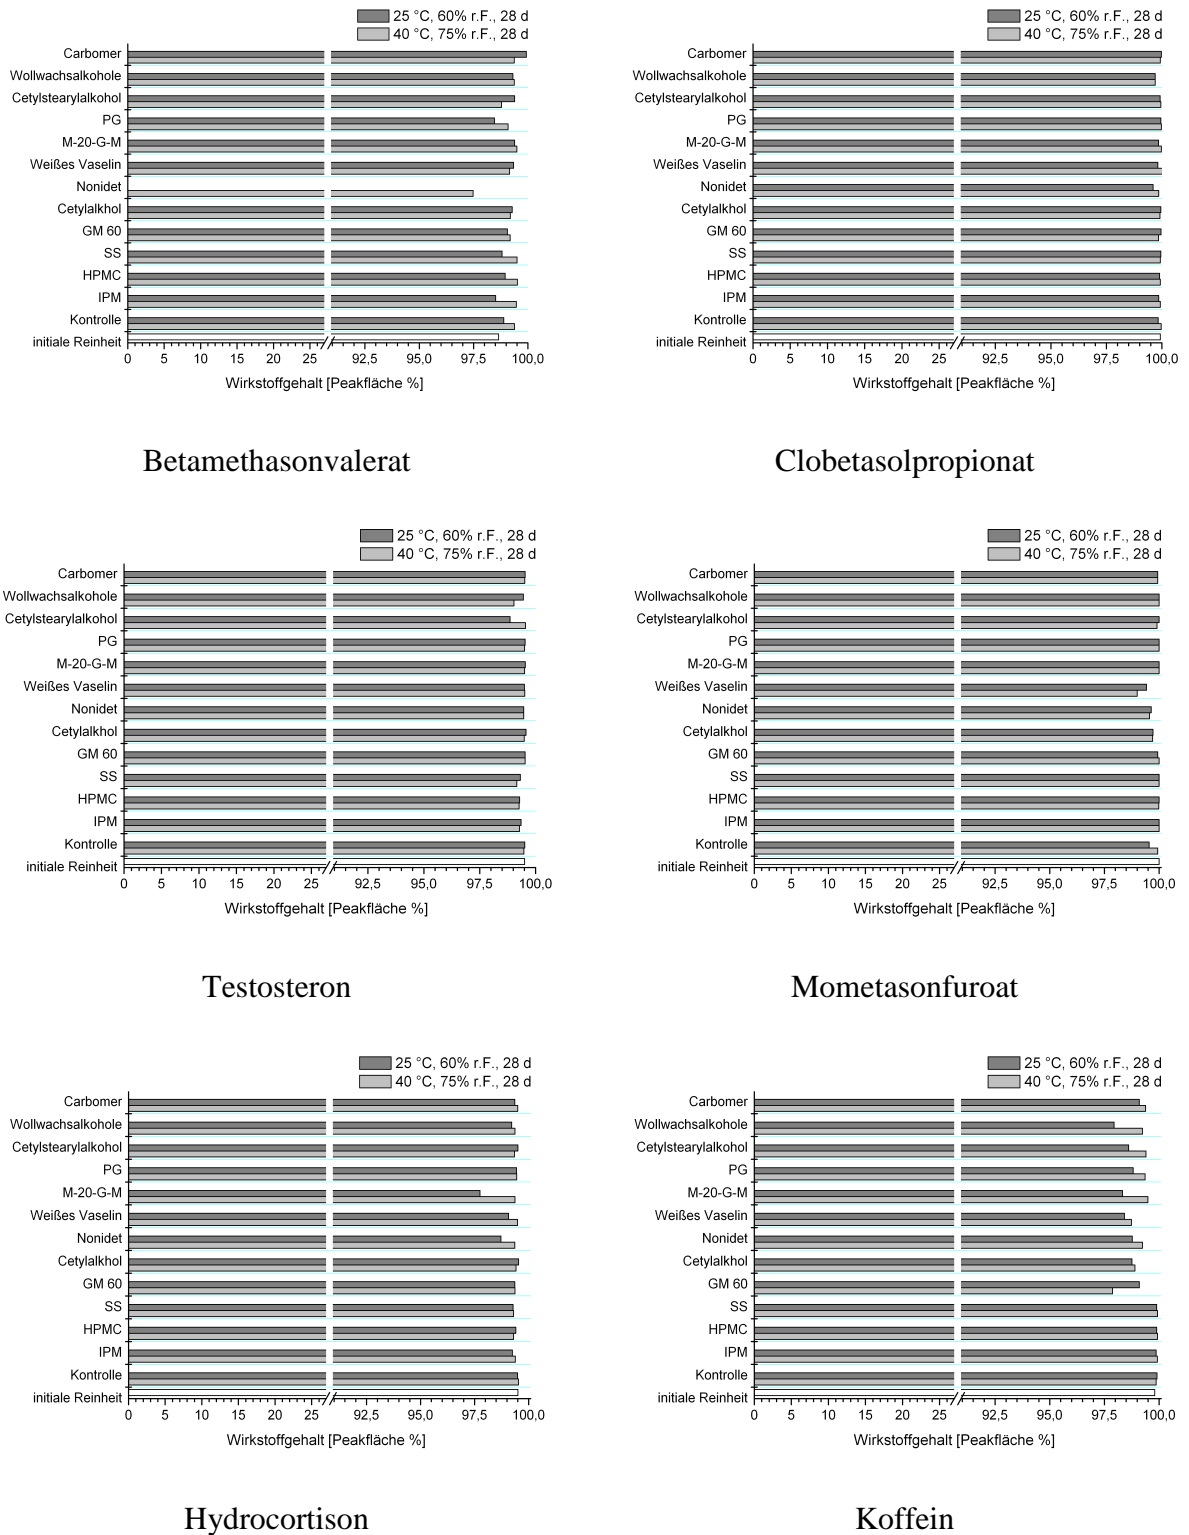 25 °C, 60% r.F., 28 d
40 °C, 75% r.F., 28 d
Carbomer
Wollwachsalkohole
Cetylstearylalkohol
PG
M-20-G-M
Weißes Vaselin
Nonidet
Cetylalkhol
GM 60
SS
HPMC
IPM
Kontrolle
initiale Reinheit
0 5 10 15 20 25 92,5 95,0 97,5 100,0
Wirkstoffgehalt [Peakfläche %]
Betamethasonvalerat
25 °C, 60% r.F., 28 d
40 °C, 75% r.F., 28 d
Carbomer
Wollwachsalkohole
Cetylstearylalkohol
PG
M-20-G-M
Weißes Vaselin
Nonidet
Cetylalkhol
GM 60
SS
HPMC
IPM
Kontrolle
initiale Reinheit
0 5 10 15 20 25 92,5 95,0 97,5 100,0
Wirkstoffgehalt [Peakfläche %]
Clobetasolpropionat
25 °C, 60% r.F., 28 d
40 °C, 75% r.F., 28 d
Carbomer
Wollwachsalkohole
Cetylstearylalkohol
PG
M-20-G-M
Weißes Vaselin
Nonidet
Cetylalkhol
GM 60
SS
HPMC
IPM
Kontrolle
initiale Reinheit
0 5 10 15 20 25 92,5 95,0 97,5 100,0
Wirkstoffgehalt [Peakfläche %]
Testosteron
25 °C, 60% r.F., 28 d
40 °C, 75% r.F., 28 d
Carbomer
Wollwachsalkohole
Cetylstearylalkohol
PG
M-20-G-M
Weißes Vaselin
Nonidet
Cetylalkhol
GM 60
SS
HPMC
IPM
Kontrolle
initiale Reinheit
0 5 10 15 20 25 92,5 95,0 97,5 100,0
Wirkstoffgehalt [Peakfläche %]
Mometasonfuroat
25 °C, 60% r.F., 28 d
40 °C, 75% r.F., 28 d
Carbomer
Wollwachsalkohole
Cetylstearylalkohol
PG
M-20-G-M
Weißes Vaselin
Nonidet
Cetylalkhol
GM 60
SS
HPMC
IPM
Kontrolle
initiale Reinheit
0 5 10 15 20 25 92,5 95,0 97,5 100,0
Wirkstoffgehalt [Peakfläche %]
Hydrocortison
25 °C, 60% r.F., 28 d
40 °C, 75% r.F., 28 d
Carbomer
Wollwachsalkohole
Cetylstearylalkohol
PG
M-20-G-M
Weißes Vaselin
Nonidet
Cetylalkhol
GM 60
SS
HPMC
IPM
Kontrolle
initiale Reinheit
0 5 10 15 20 25 92,5 95,0 97,5 100,0
Wirkstoffgehalt [Peakfläche %]
Koffein